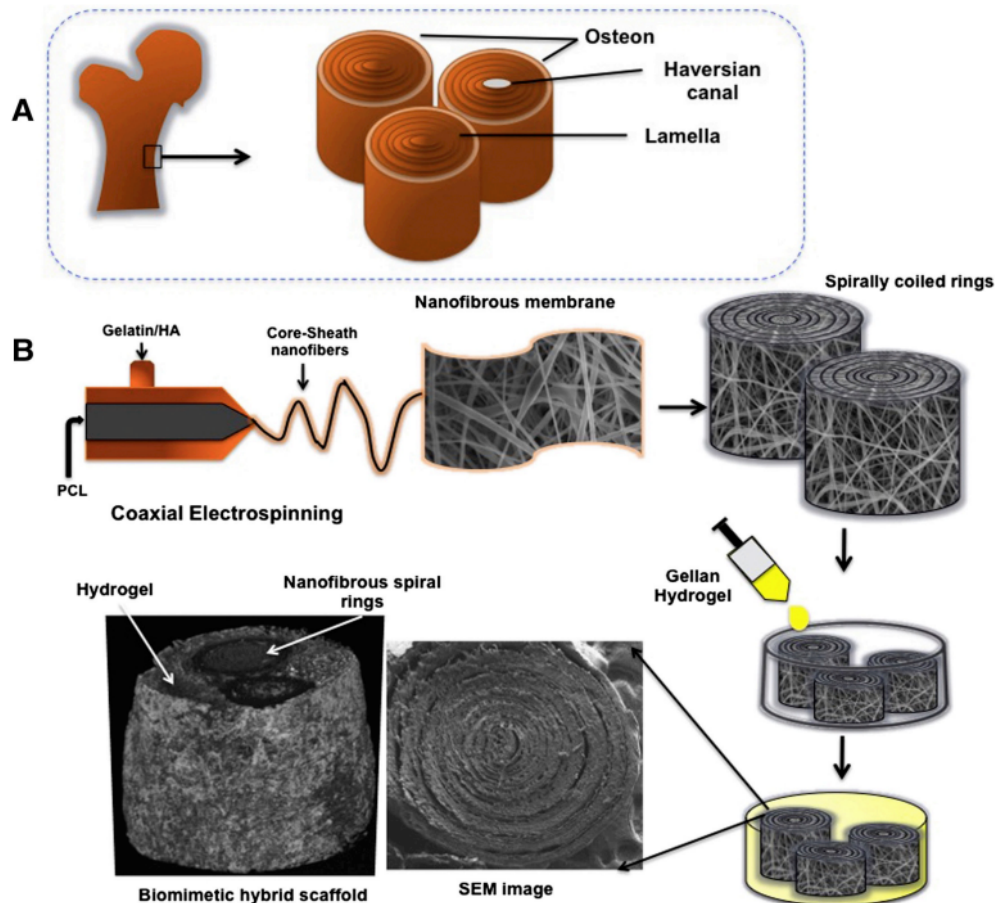 A
Osteon
Haversian
canal
Lamella
B
Gelatin/HA
Core-Sheath
nanofibers
Nanofibrous membrane
Spirally coiled rings
PCL
Coaxial Electrospinning
Gellan
Hydrogel
Hydrogel
Nanofibrous spiral
rings
Biomimetic hybrid scaffold
SEM image